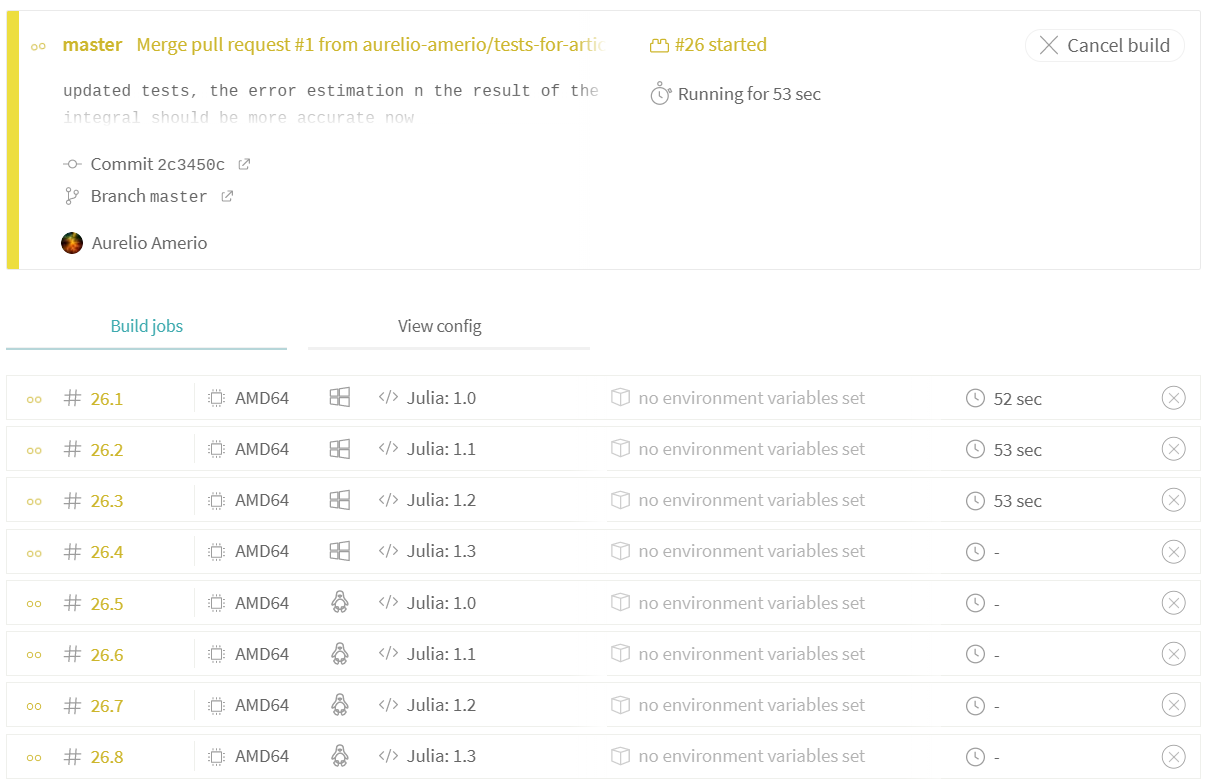 master Merge pull request #1 from aurelio-amerio/tests-for-artic
#26 started
Cancel build
updated tests, the error estimation n the result of the
integral should be more accurate now
Running for 53 sec
Commit 2c3450c
Branch master
Aurelio Amerio
Build jobs View config
# 26.1 AMD64 </> Julia: 1.0 no environment variables set 52 sec
# 26.2 AMD64 </> Julia: 1.1 no environment variables set 53 sec
# 26.3 AMD64 </> Julia: 1.2 no environment variables set 53 sec
# 26.4 AMD64 </> Julia: 1.3 no environment variables set -
# 26.5 AMD64 </> Julia: 1.0 no environment variables set -
# 26.6 AMD64 </> Julia: 1.1 no environment variables set -
# 26.7 AMD64 </> Julia: 1.2 no environment variables set -
# 26.8 AMD64 </> Julia: 1.3 no environment variables set -